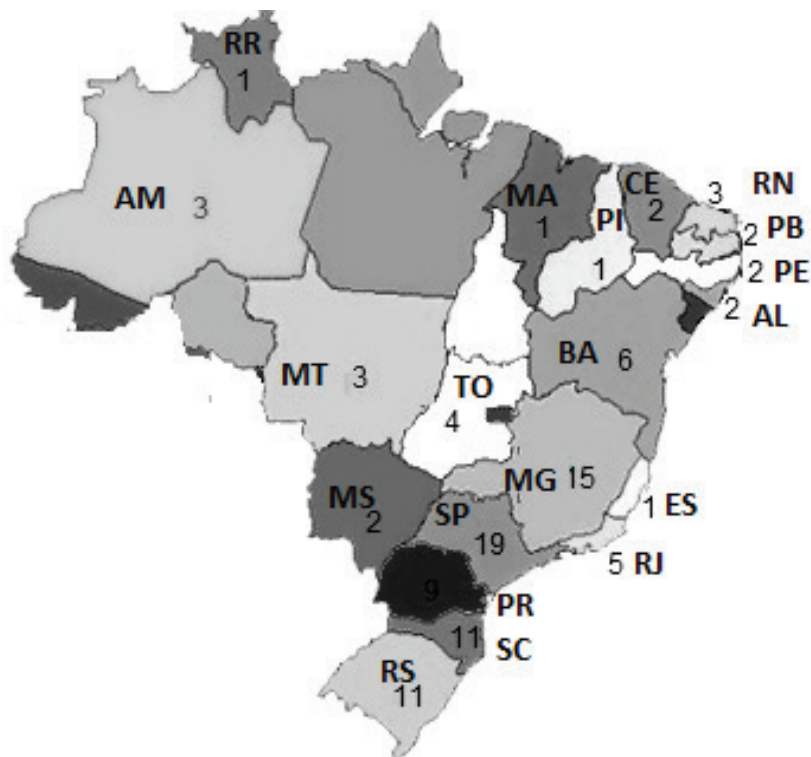 RR
1
AM 3
MA
1
PI
1
CE
2
3 RN
2 PB
2 PE
2 AL
BA 6
MT 3
TO
4
MG 15
1 ES
MS
2
SP
19
5 RJ
9 PR
11 SC
RS
11